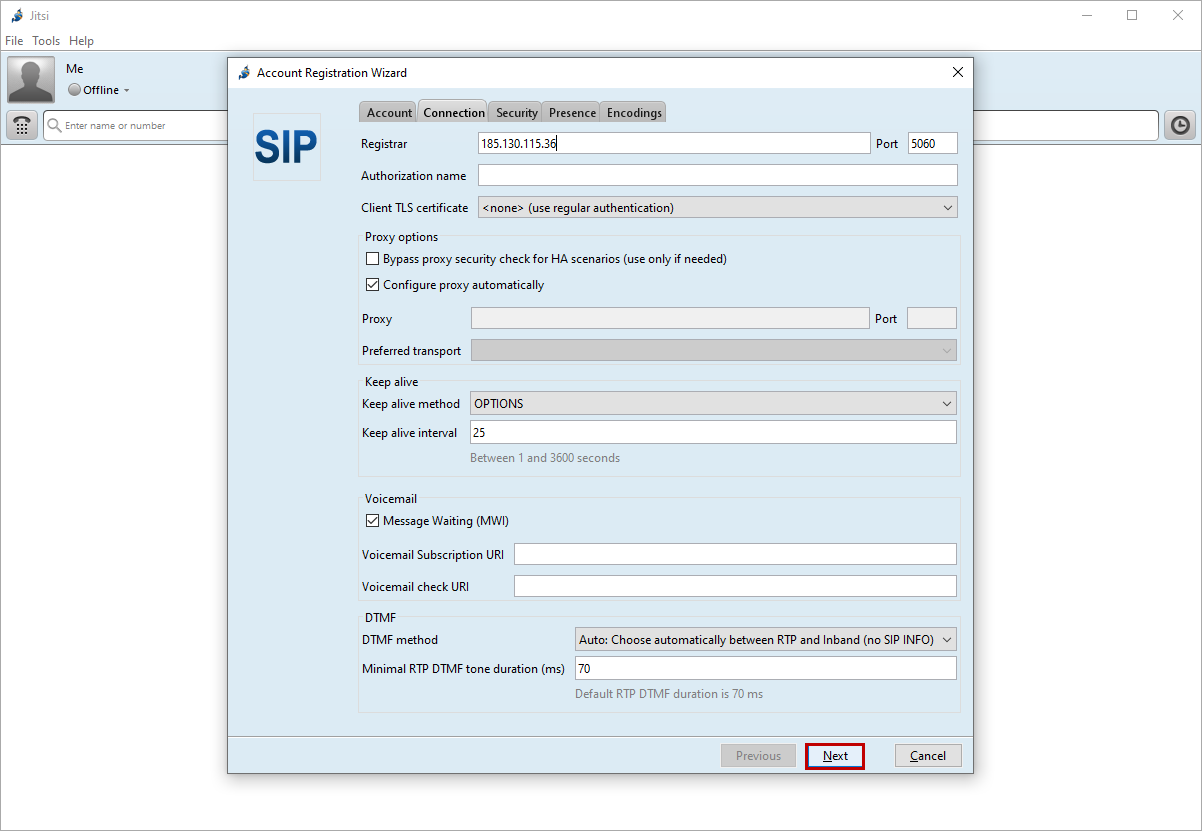 Jitsi
File Tools Help
Me
Offline
Enter name or number
Account Registration Wizard
SIP
Account Connection Security Presence Encodings
Registrar 185.130.115.36 Port 5060
Authorization name
Client TLS certificate <none> (use regular authentication)
Proxy options
Bypass proxy security check for HA scenarios (use only if needed)
Configure proxy automatically
Proxy Port
Preferred transport
Keep alive
Keep alive method OPTIONS
Keep alive interval 25
Between 1 and 3600 seconds
Voicemail
Message Waiting (MWI)
Voicemail Subscription URI
Voicemail check URI
DTMF
DTMF method Auto: Choose automatically between RTP and Inband (no SIP INFO)
Minimal RTP DTMF tone duration (ms) 70
Default RTP DTMF duration is 70 ms
Previous Next Cancel